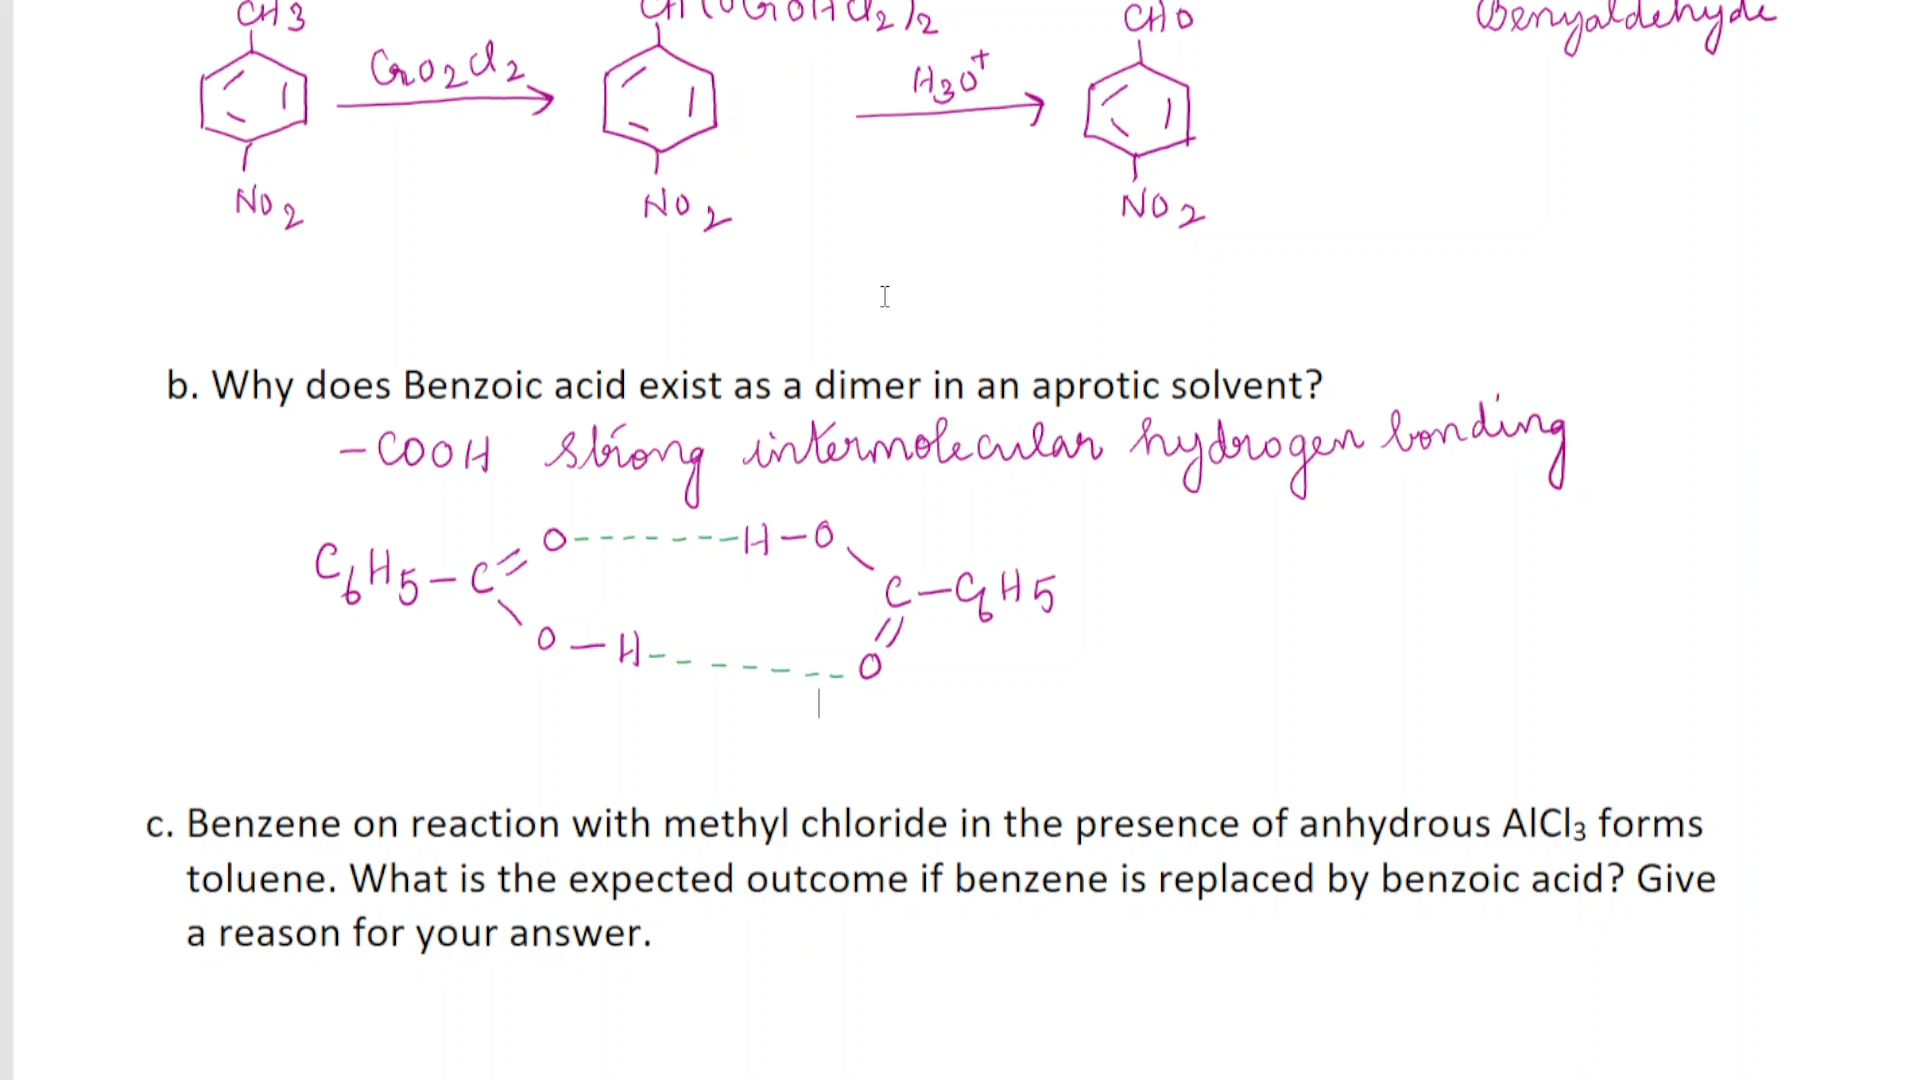 CH3 CH(OCrOHCl2)2 CHO Benzaldehyde
CrO2Cl2 H3O+
NO2 NO2 NO2
b. Why does Benzoic acid exist as a dimer in an aprotic solvent?
-COOH strong intermolecular hydrogen bonding
O-------H-O
C6H5-C= C-C6H5
O-H-------O
c. Benzene on reaction with methyl chloride in the presence of anhydrous AlCl3 forms
toluene. What is the expected outcome if benzene is replaced by benzoic acid? Give
a reason for your answer.